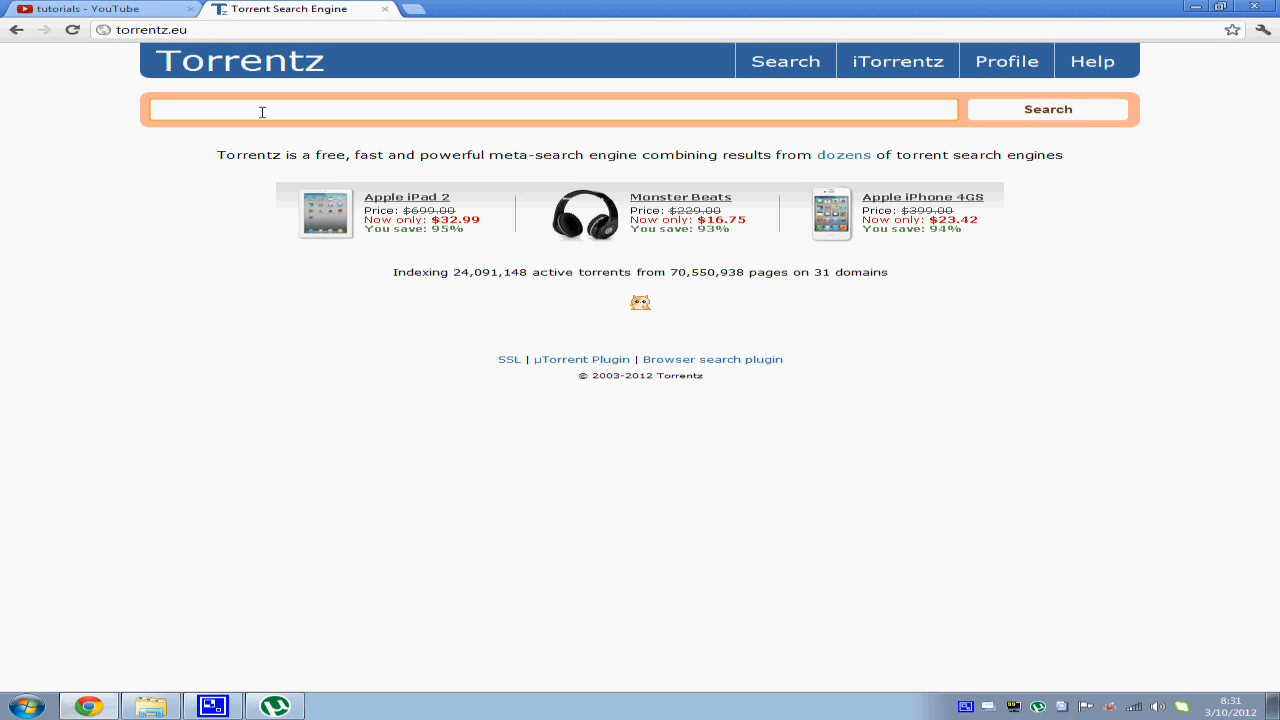 tutorials - YouTube
Torrent Search Engine
torrentz.eu
Torrentz
Search
iTorrentz
Profile
Help
Search
Torrentz is a free, fast and powerful meta-search engine combining results from dozens of torrent search engines
Apple iPad 2
Price: $699.00
Now only: $32.99
You save: 95%
Monster Beats
Price: $229.00
Now only: $16.75
You save: 93%
Apple iPhone 4GS
Price: $399.00
Now only: $23.42
You save: 94%
Indexing 24,091,148 active torrents from 70,550,938 pages on 31 domains
SSL | µTorrent Plugin | Browser search plugin
© 2003-2012 Torrentz
8:31
3/10/2012